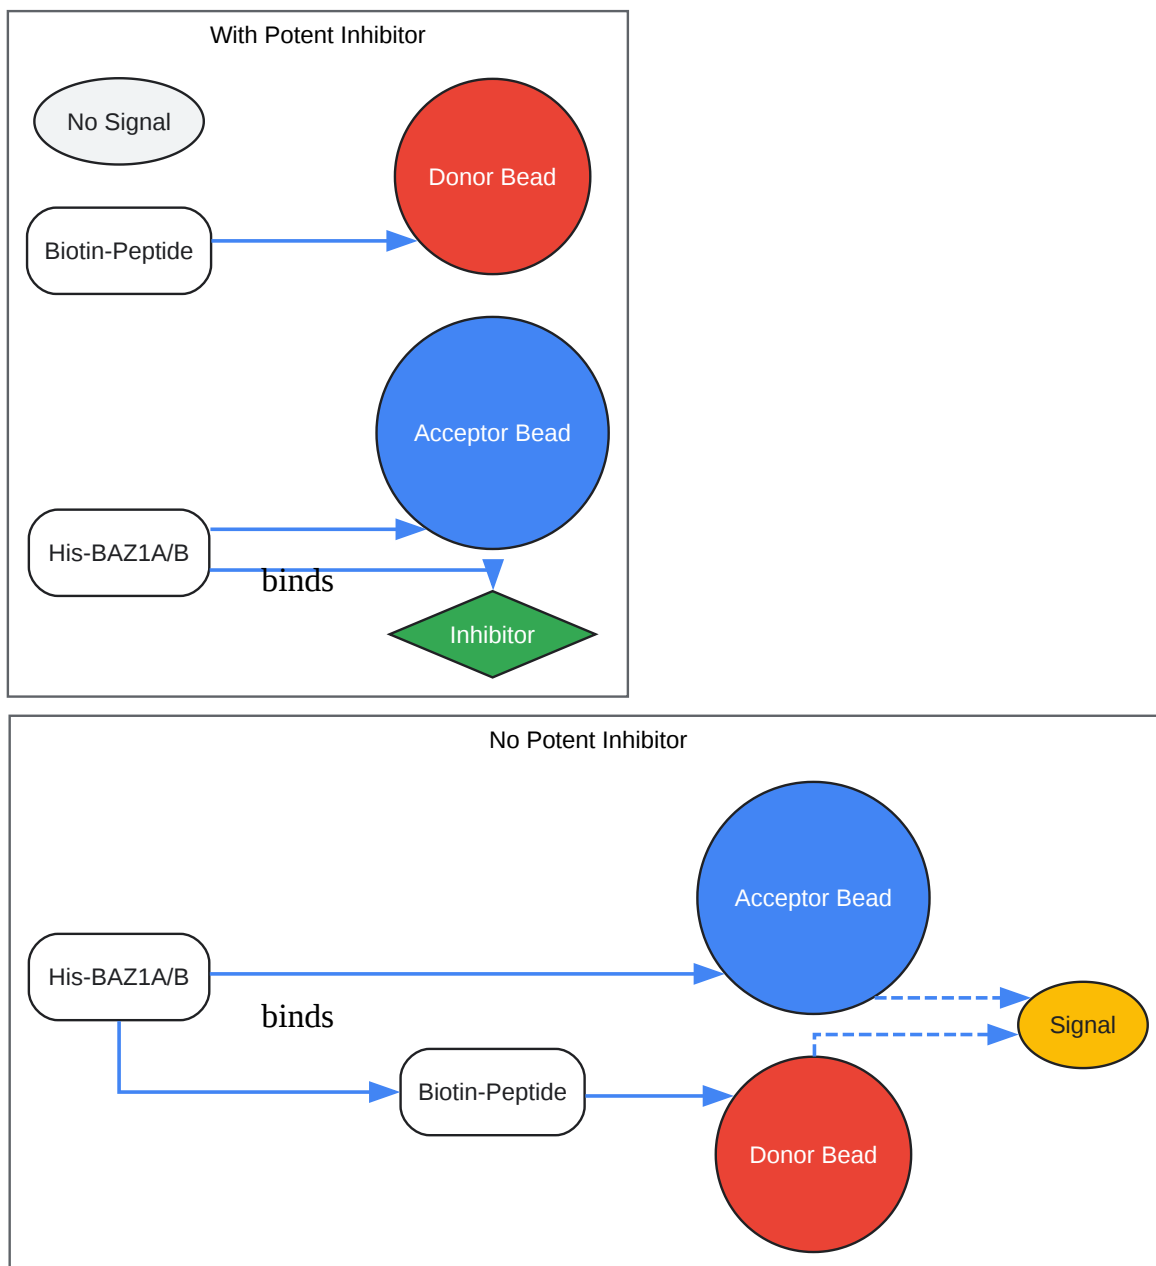 With Potent Inhibitor
No Signal
Donor Bead
Biotin-Peptide
Acceptor Bead
His-BAZ1A/B
binds
Inhibitor
No Potent Inhibitor
Acceptor Bead
His-BAZ1A/B
binds
Signal
Biotin-Peptide
Donor Bead